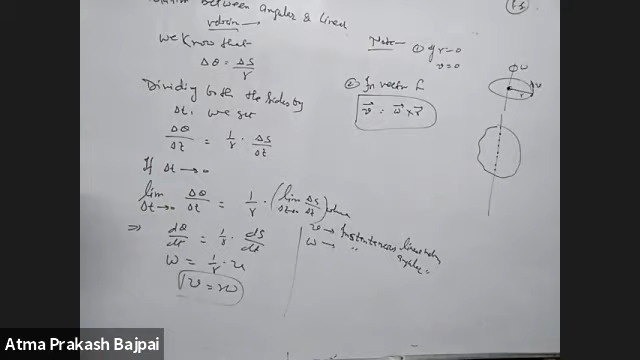 between Angular & Linear
We know that
Δθ = Δs/r
Dividing both the sides by
Δt, we get
Δθ/Δt = 1/r · Δs/Δt
If Δt → 0
lim Δt→0 Δθ/Δt = 1/r · (lim Δt→0 Δs/Δt)
⇒ dθ/dt = 1/r · ds/dt
ω = 1/r · v
v = rω
Note - ① If r = 0
v = 0
② In vector
v⃗ = ω⃗ × r⃗
v → Instantaneous linear
ω → " angular "
ω
v
r
Atma Prakash Bajpai